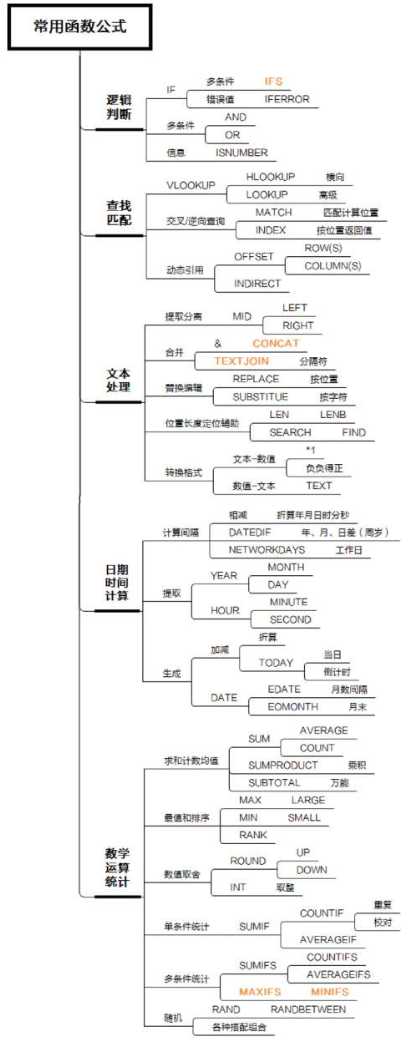 常用函数公式
逻辑
判断
IF
多条件 IFS
错误值 IFERROR
多条件
AND
OR
信息 ISNUMBER
查找
匹配
VLOOKUP
HLOOKUP 横向
LOOKUP 高级
交叉/逆向查询
MATCH 匹配计算位置
INDEX 按位置返回值
动态引用
OFFSET
ROW(S)
COLUMN(S)
INDIRECT
文本
处理
提取分离 MID
LEFT
RIGHT
合并
& CONCAT
TEXTJOIN 分隔符
替换编辑
REPLACE 按位置
SUBSTITUE 按字符
位置长度定位辅助
LEN LENB
SEARCH FIND
转换格式
文本-数值
*1
负负得正
数值-文本 TEXT
日期
时间
计算
计算间隔
相减 折算年月日时分秒
DATEDIF 年、月、日差(周岁)
NETWORKDAYS 工作日
提取
YEAR
MONTH
DAY
HOUR
MINUTE
SECOND
生成
加减
折算
TODAY
当日
倒计时
DATE
EDATE 月数间隔
EOMONTH 月末
数学
运算
统计
求和计数均值
SUM
AVERAGE
COUNT
SUMPRODUCT 乘积
SUBTOTAL 万能
最值和排序
MAX LARGE
MIN SMALL
RANK
数值取舍
ROUND
UP
DOWN
INT 取整
单条件统计 SUMIF
COUNTIF
重复
校对
AVERAGEIF
多条件统计
SUMIFS
COUNTIFS
AVERAGEIFS
MAXIFS MINIFS
随机
RAND RANDBETWEEN
各种搭配组合